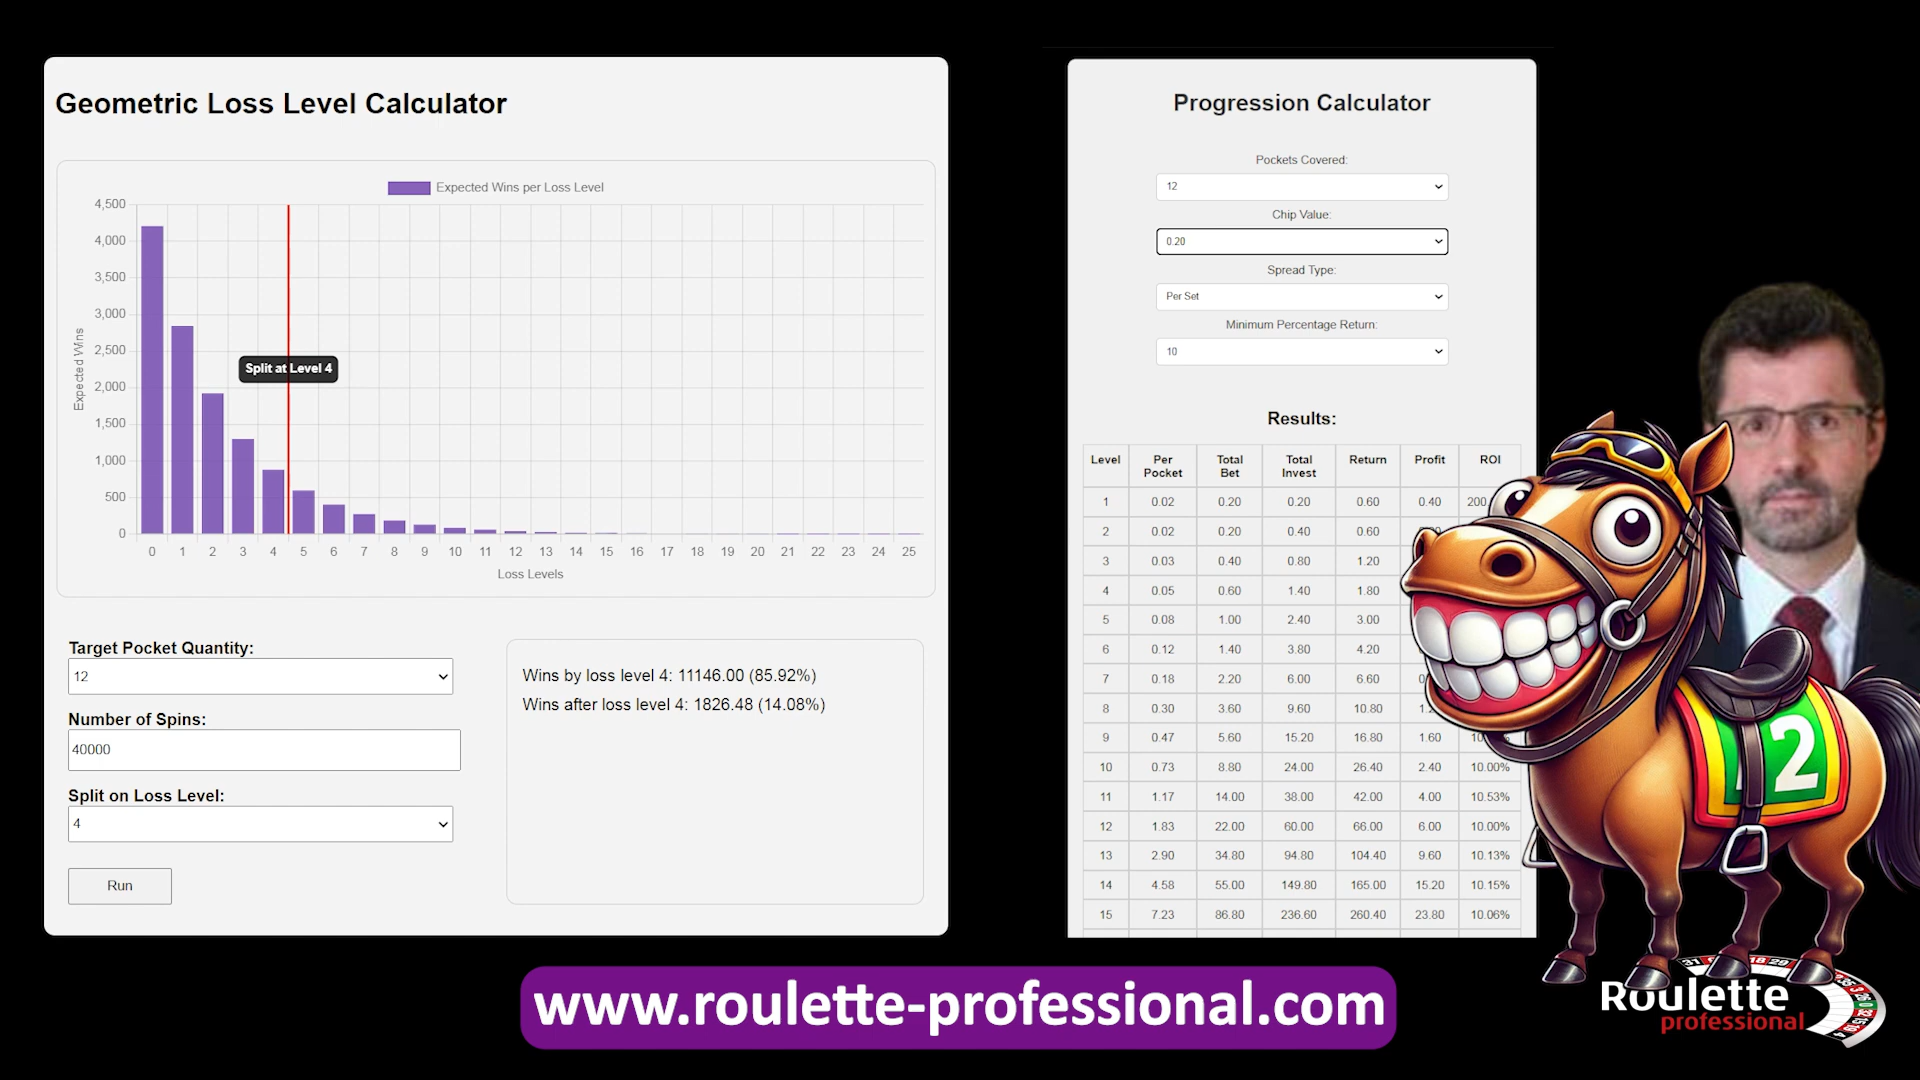 Geometric Loss Level Calculator
Expected Wins per Loss Level
4,500
4,000
3,500
3,000
2,500
2,000
1,500
1,000
500
0
Expected Wins
Split at Level 4
0 1 2 3 4 5 6 7 8 9 10 11 12 13 14 15 16 17 18 19 20 21 22 23 24 25
Loss Levels
Target Pocket Quantity:
12
Number of Spins:
40000
Split on Loss Level:
4
Run
Wins by loss level 4: 11146.00 (85.92%)
Wins after loss level 4: 1826.48 (14.08%)
Progression Calculator
Pockets Covered:
12
Chip Value:
0.20
Spread Type:
Per Set
Minimum Percentage Return:
10
Results:
Level Per Pocket Total Bet Total Invest Return Profit ROI
1 0.02 0.20 0.20 0.60 0.40 200
2 0.02 0.20 0.40 0.60
3 0.03 0.40 0.80 1.20
4 0.05 0.60 1.40 1.80
5 0.08 1.00 2.40 3.00
6 0.12 1.40 3.80 4.20
7 0.18 2.20 6.00 6.60
8 0.30 3.60 9.60 10.80
9 0.47 5.60 15.20 16.80 1.60
10 0.73 8.80 24.00 26.40 2.40 10.00%
11 1.17 14.00 38.00 42.00 4.00 10.53%
12 1.83 22.00 60.00 66.00 6.00 10.00%
13 2.90 34.80 94.80 104.40 9.60 10.13%
14 4.58 55.00 149.80 165.00 15.20 10.15%
15 7.23 86.80 236.60 260.40 23.80 10.06%
2
www.roulette-professional.com
Roulette
professional